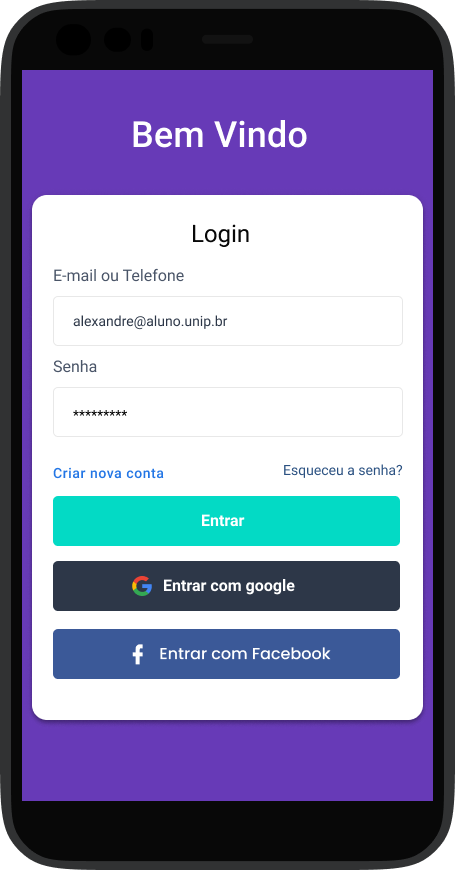 Bem Vindo
Login
E-mail ou Telefone
alexandre@aluno.unip.br
Senha
*********
Criar nova conta
Esqueceu a senha?
Entrar
Entrar com google
Entrar com Facebook